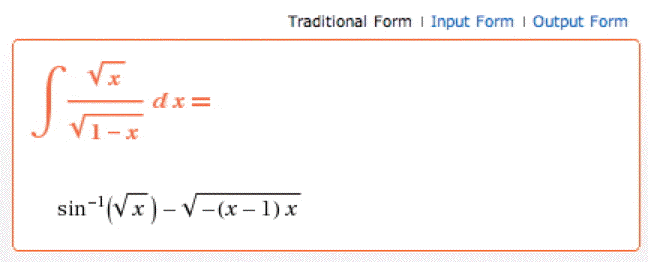 Traditional Form | Input Form | Output Form
∫ √x / √(1 − x) dx =
sin⁻¹(√x) − √(−(x − 1) x)